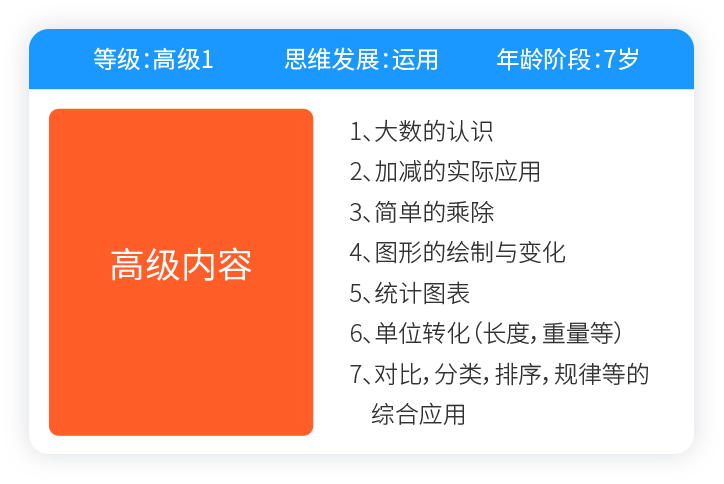 等级：高级1 思维发展：运用 年龄阶段：7岁
高级内容
1、大数的认识
2、加减的实际应用
3、简单的乘除
4、图形的绘制与变化
5、统计图表
6、单位转化（长度，重量等）
7、对比，分类，排序，规律等的
综合应用